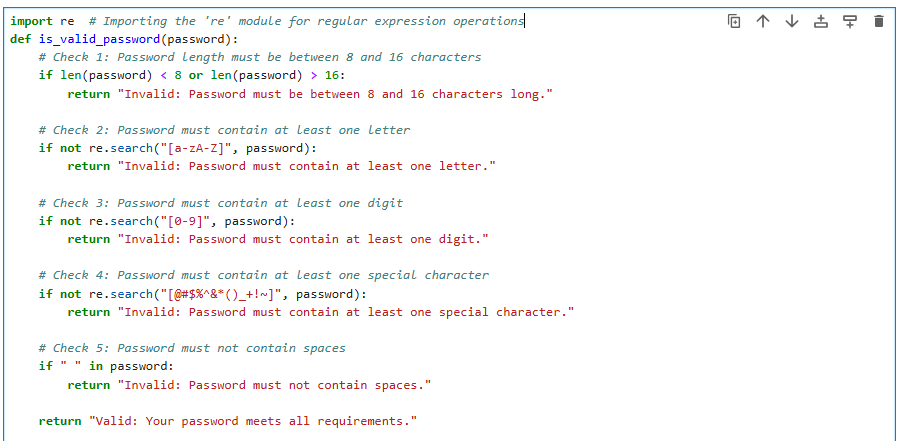 import re  # Importing the 're' module for regular expression operations
def is_valid_password(password):
    # Check 1: Password length must be between 8 and 16 characters
    if len(password) < 8 or len(password) > 16:
        return "Invalid: Password must be between 8 and 16 characters long."

    # Check 2: Password must contain at least one letter
    if not re.search("[a-zA-Z]", password):
        return "Invalid: Password must contain at least one letter."

    # Check 3: Password must contain at least one digit
    if not re.search("[0-9]", password):
        return "Invalid: Password must contain at least one digit."

    # Check 4: Password must contain at least one special character
    if not re.search("[@#$%^&*()_+!~]", password):
        return "Invalid: Password must contain at least one special character."

    # Check 5: Password must not contain spaces
    if " " in password:
        return "Invalid: Password must not contain spaces."

    return "Valid: Your password meets all requirements."